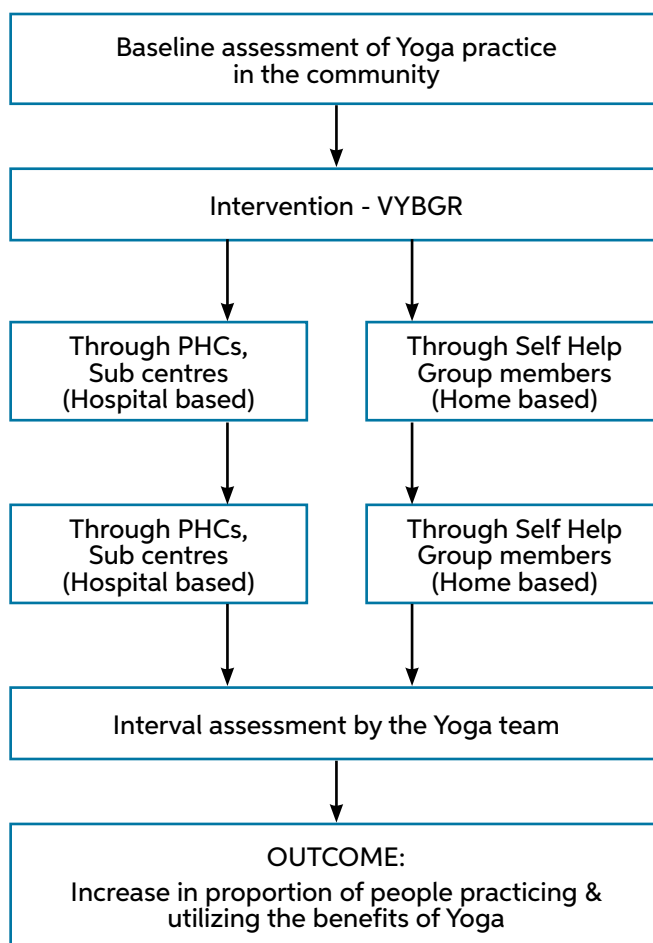 Baseline assessment of Yoga practice
in the community
Intervention - VYBGR
Through PHCs,
Sub centres
(Hospital based)
Through Self Help
Group members
(Home based)
Through PHCs,
Sub centres
(Hospital based)
Through Self Help
Group members
(Home based)
Interval assessment by the Yoga team
OUTCOME:
Increase in proportion of people practicing &
utilizing the benefits of Yoga